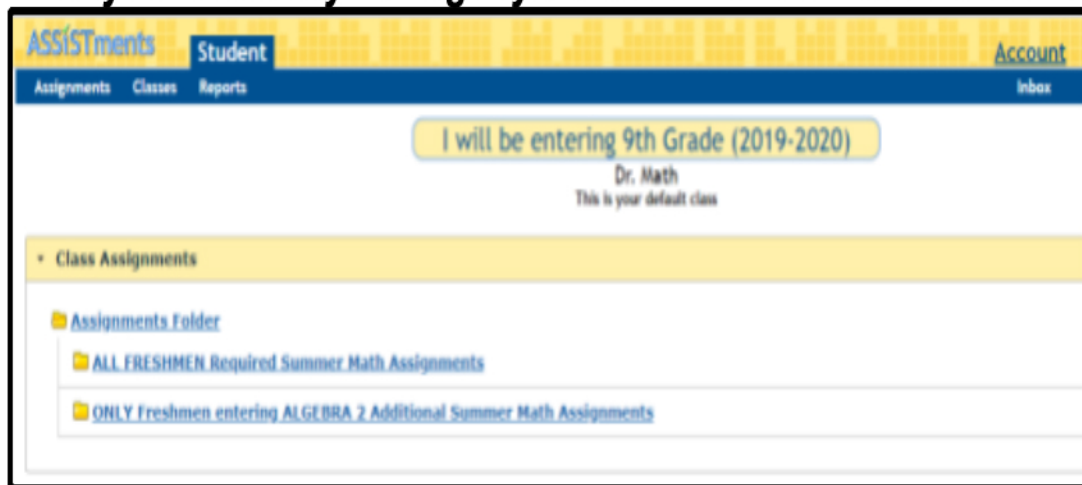 ASSISTments Student Account
Assignments Classes Reports Inbox
I will be entering 9th Grade (2019-2020)
Dr. Math
This is your default class
Class Assignments
Assignments Folder
ALL FRESHMEN Required Summer Math Assignments
ONLY Freshmen entering ALGEBRA 2 Additional Summer Math Assignments